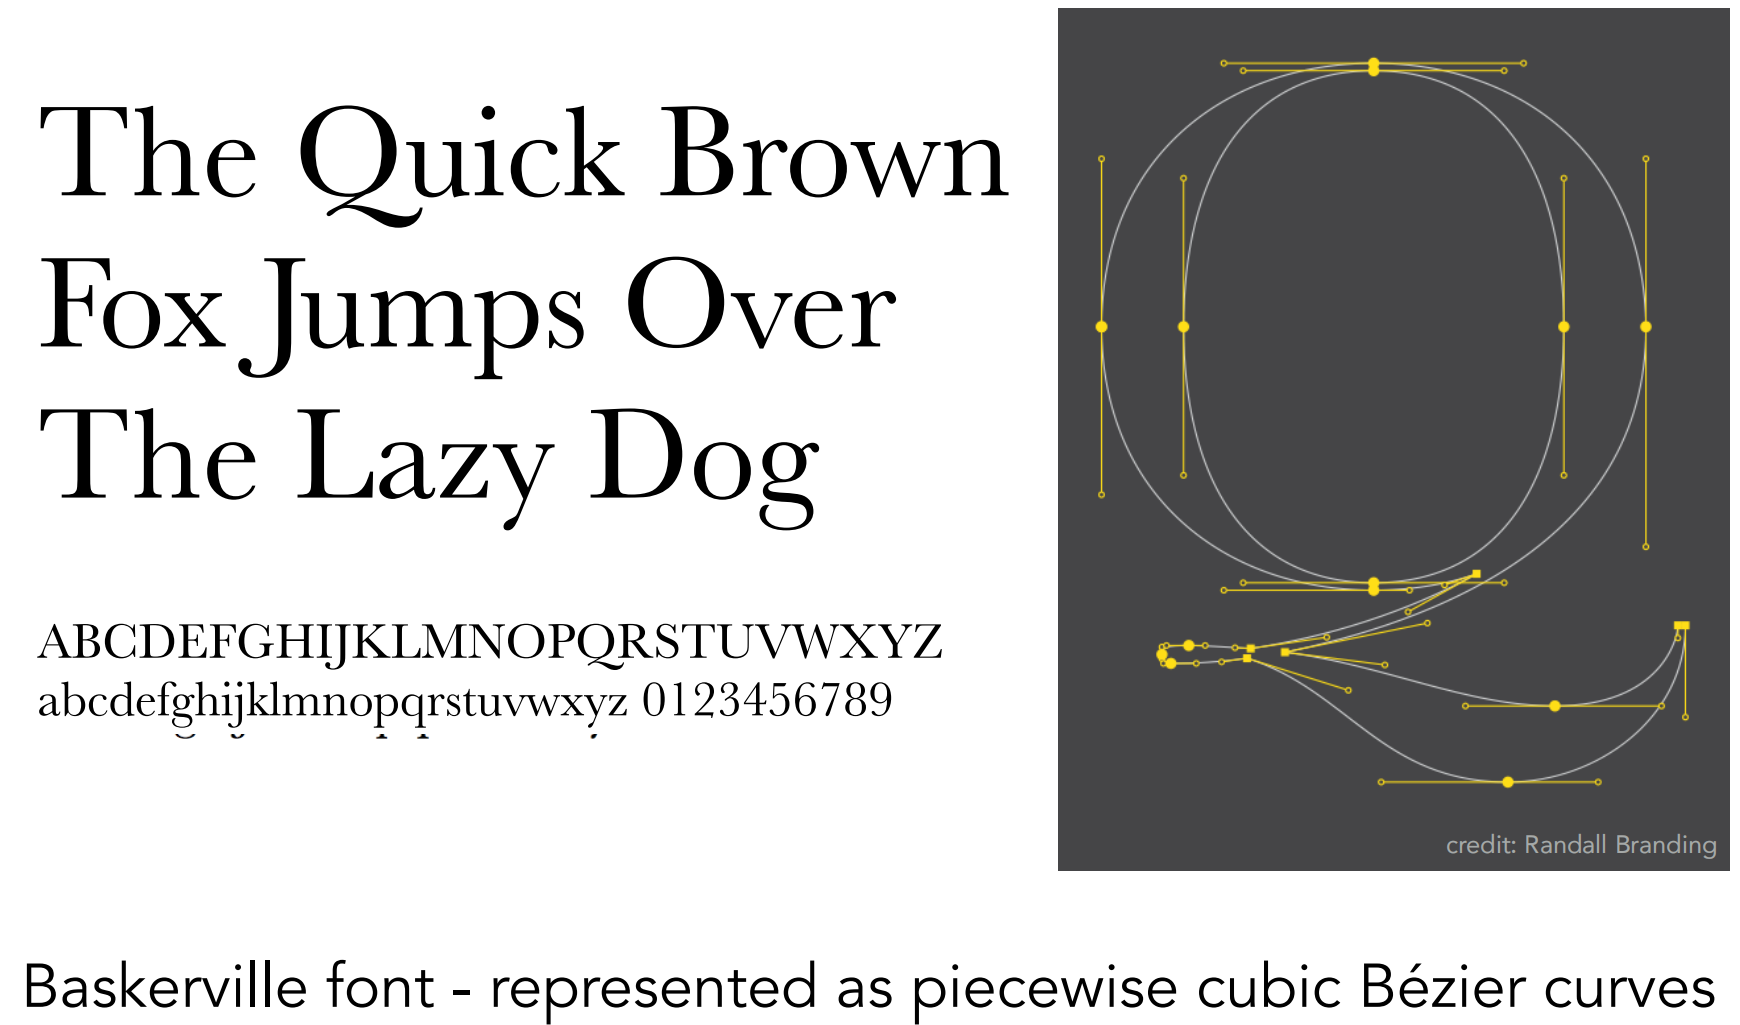 The Quick Brown
Fox Jumps Over
The Lazy Dog
ABCDEFGHIJKLMNOPQRSTUVWXYZ
abcdefghijklmnopqrstuvwxyz 0123456789
credit: Randall Branding
Baskerville font - represented as piecewise cubic Bézier curves